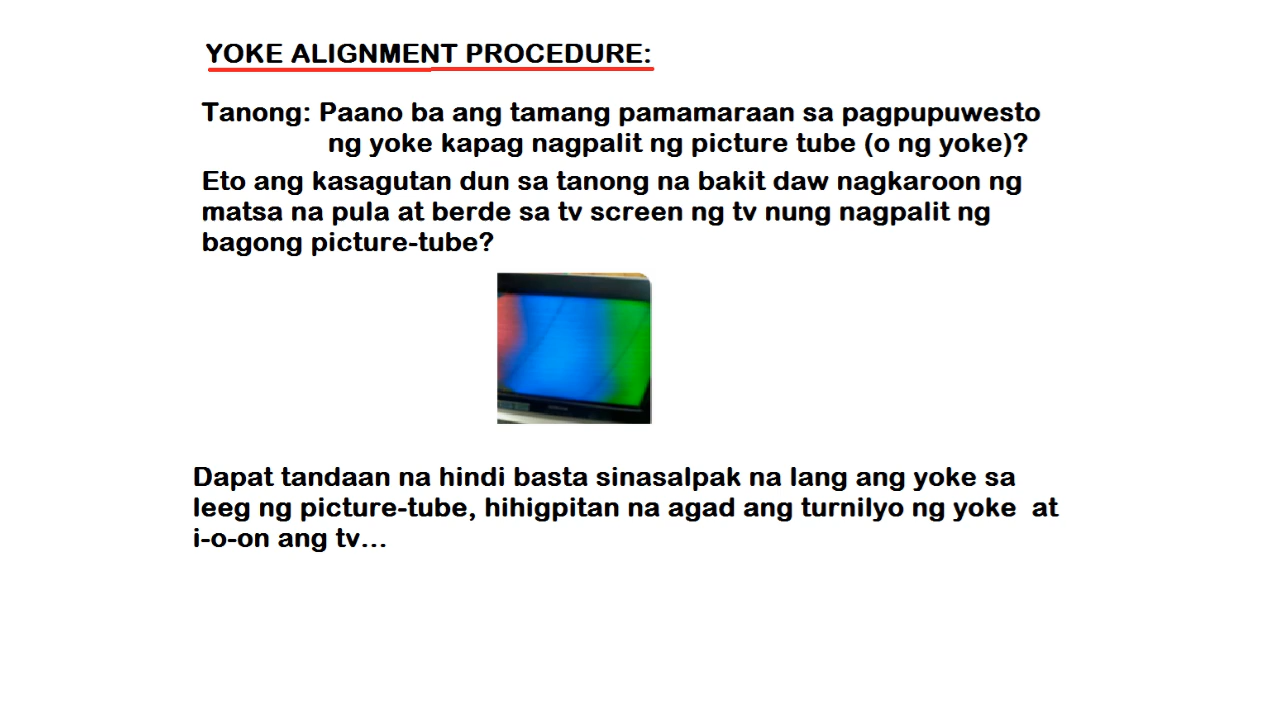 YOKE ALIGNMENT PROCEDURE:
Tanong: Paano ba ang tamang pamamaraan sa pagpupuwesto
ng yoke kapag nagpalit ng picture tube (o ng yoke)?
Eto ang kasagutan dun sa tanong na bakit daw nagkaroon ng
matsa na pula at berde sa tv screen ng tv nung nagpalit ng
bagong picture-tube?
Dapat tandaan na hindi basta sinasalpak na lang ang yoke sa
leeg ng picture-tube, hihigpitan na agad ang turnilyo ng yoke at
i-o-on ang tv...